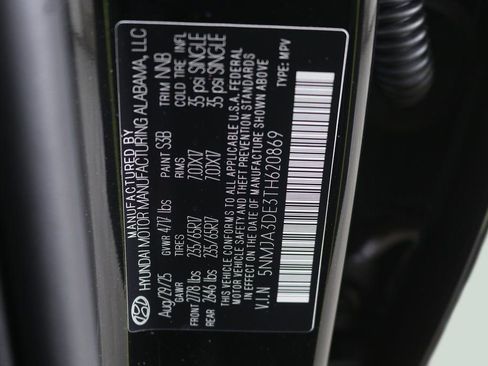 MANUFACTURED BY
HYUNDAI MOTOR MANUFACTURING ALABAMA, LLC
Aug/29/25 GVWR 4717 lbs PAINT S3B TRIM NNB
GAWR TIRES RIMS COLD TIRE INFL
FRONT 2778 lbs 235/65R17 7.0JX17 35 psi SINGLE
REAR 2646 lbs 235/65R17 7.0JX17 35 psi SINGLE
THIS VEHICLE CONFORMS TO ALL APPLICABLE U.S.A. FEDERAL
MOTOR VEHICLE SAFETY AND THEFT PREVENTION STANDARDS
IN EFFECT ON THE DATE OF MANUFACTURE SHOWN ABOVE.
V.I.N 5NMJA3DE3TH620869 TYPE: MPV